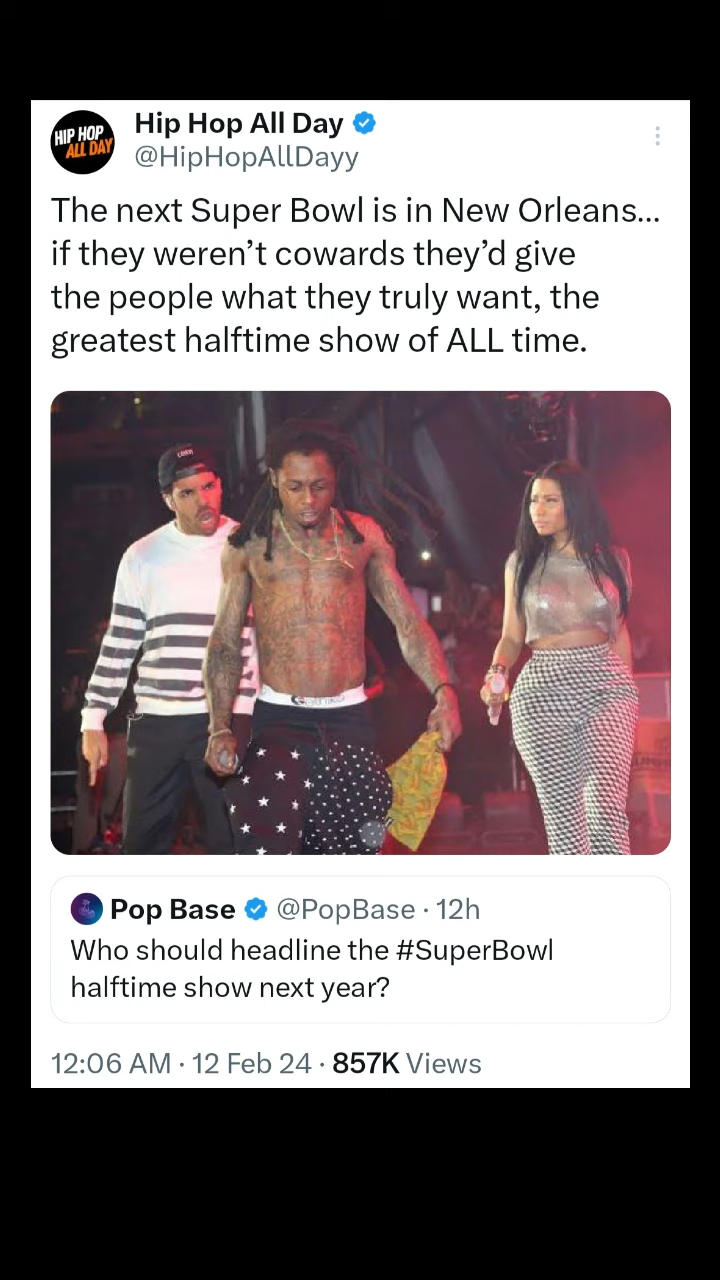 HIP HOP
ALL DAY
Hip Hop All Day
@HipHopAllDayy
The next Super Bowl is in New Orleans...
if they weren’t cowards they’d give
the people what they truly want, the
greatest halftime show of ALL time.
Pop Base @PopBase · 12h
Who should headline the #SuperBowl
halftime show next year?
12:06 AM · 12 Feb 24 · 857K Views